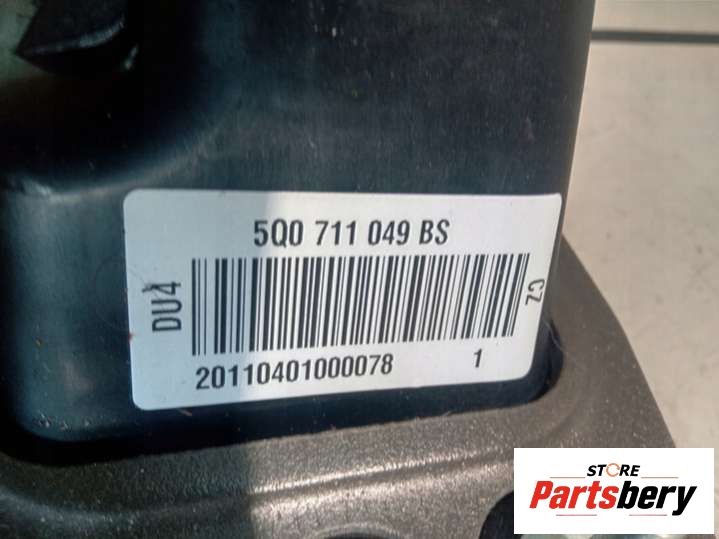 5Q0 711 049 BS
DU4
CZ
20110401000078 1
STORE
Partsbery